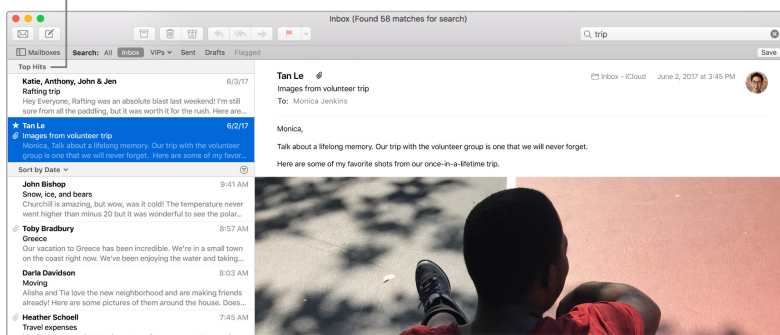 Inbox (Found 58 matches for search)
trip
Mailboxes Search: All Inbox VIPs Sent Drafts Flagged Save
Top Hits
Katie, Anthony, John & Jen 6/3/17
Rafting trip
Hey Everyone, Rafting was an absolute blast last weekend! I'm still
sore from all the paddling, but it was worth it for the rush. Here are...
Tan Le 6/2/17
Images from volunteer trip
Monica, Talk about a lifelong memory. Our trip with the volunteer
group is one that we will never forget. Here are some of my favor...
Sort by Date
John Bishop 9:41 AM
Snow, ice, and bears
Churchill is amazing, but wow, was it cold! The temperature never
went higher than minus 20 but it was wonderful to see the polar...
Toby Bradbury 8:57 AM
Greece
Our vacation to Greece has been incredible. We're in a small town
on the coast right now. We've been enjoying the water and taking...
Darla Davidson 8:03 AM
Moving
Alisha and Tia love the new neighborhood and are making friends
already! Here are some pictures of them around the house. Does...
Heather Schoell 7:45 AM
Travel expenses
Tan Le Inbox - iCloud June 2, 2017 at 3:45 PM
Images from volunteer trip
To: Monica Jenkins
Monica,
Talk about a lifelong memory. Our trip with the volunteer group is one that we will never forget.
Here are some of my favorite shots from our once-in-a-lifetime trip.